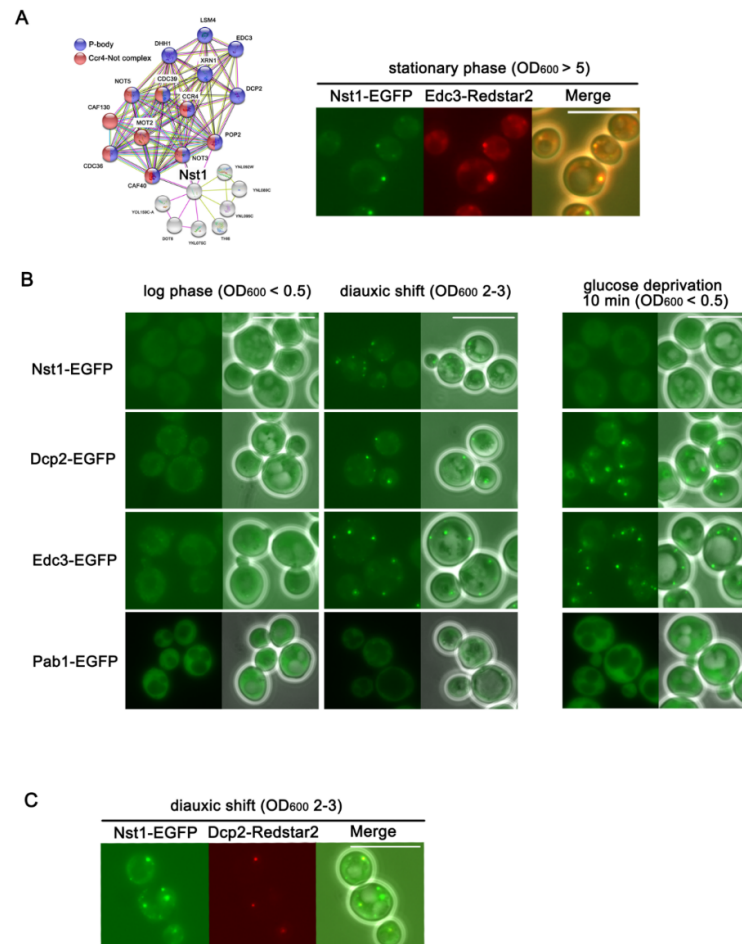 A
P-body
Ccr4-Not complex
LSM4
DHH1
EDC3
XRN1
NOT5
CDC39
DCP2
CCR4
CAF130
MOT2
POP2
CDC36
NOT3
Nst1
CAF40
stationary phase (OD600 > 5)
Nst1-EGFP Edc3-Redstar2 Merge
B
log phase (OD600 < 0.5) diauxic shift (OD600 2-3) glucose deprivation
10 min (OD600 < 0.5)
Nst1-EGFP
Dcp2-EGFP
Edc3-EGFP
Pab1-EGFP
C
diauxic shift (OD600 2-3)
Nst1-EGFP Dcp2-Redstar2 Merge